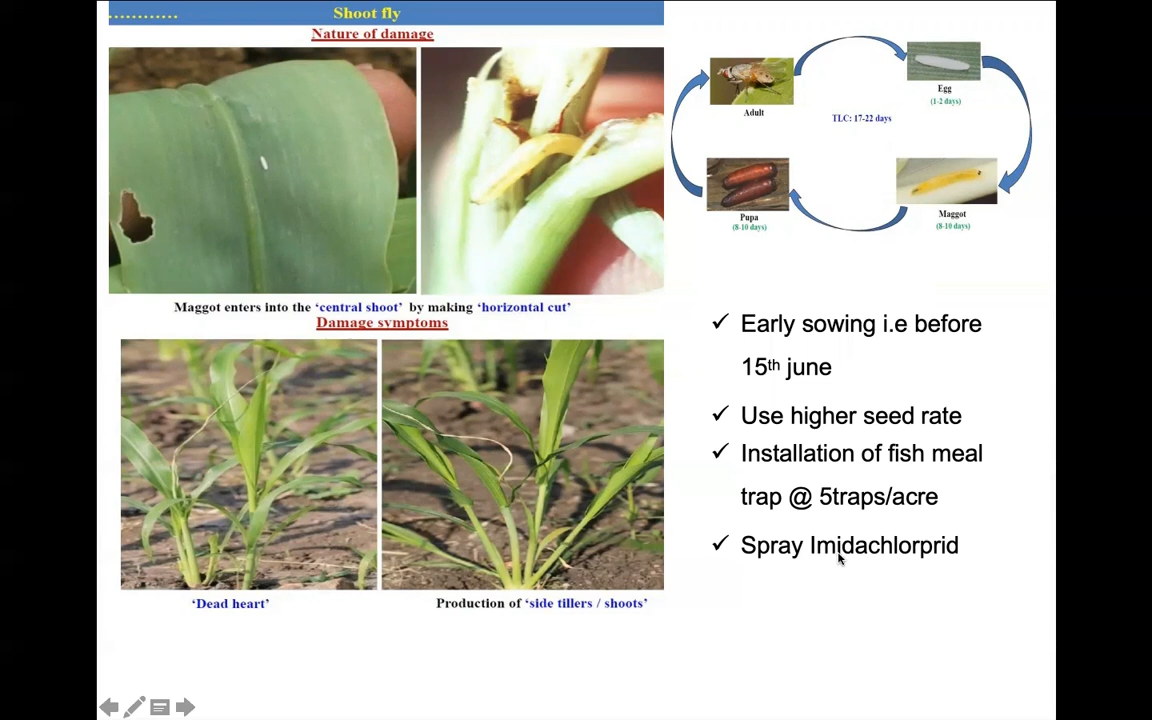 ............
Shoot fly
Nature of damage
Maggot enters into the ‘central shoot’ by making ‘horizontal cut’
Damage symptoms
‘Dead heart’
Production of ‘side tillers / shoots’
Adult
Egg
(1-2 days)
TLC: 17-22 days
Pupa
(8-10 days)
Maggot
(8-10 days)
✓ Early sowing i.e before
15th june
✓ Use higher seed rate
✓ Installation of fish meal
trap @ 5traps/acre
✓ Spray Imidachlorprid